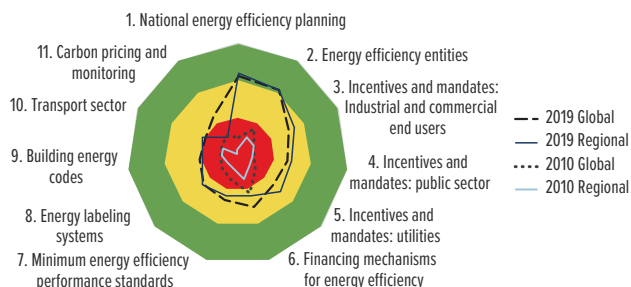 1. National energy efficiency planning
2. Energy efficiency entities
3. Incentives and mandates:
Industrial and commercial
end users
4. Incentives and
mandates: public sector
5. Incentives and
mandates: utilities
6. Financing mechanisms
for energy efficiency
7. Minimum energy efficiency
performance standards
8. Energy labeling
systems
9. Building energy
codes
10. Transport sector
11. Carbon pricing and
monitoring
2019 Global
2019 Regional
2010 Global
2010 Regional